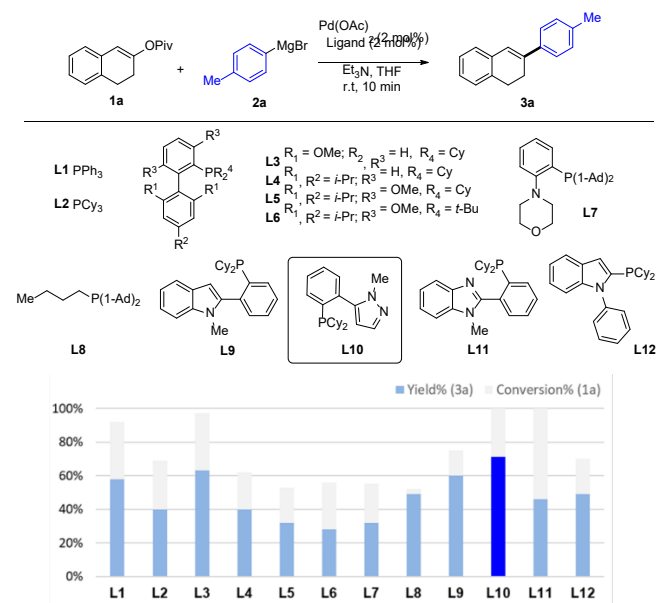 OPiv
1a
+
MgBr
Me
2a
Pd(OAc)2 (2 mol%)
Ligand (2 mol%)
Et3N, THF
r.t, 10 min
Me
3a
L1 PPh3
L2 PCy3
R3
R3
PR24
R1
R1
R2
L3 R1 = OMe; R2, R3 = H, R4 = Cy
L4 R1, R2 = i-Pr; R3 = H, R4 = Cy
L5 R1, R2 = i-Pr; R3 = OMe, R4 = Cy
L6 R1, R2 = i-Pr; R3 = OMe, R4 = t-Bu
P(1-Ad)2
N
O
L7
Me
P(1-Ad)2
L8
Cy2P
N
Me
L9
Me
N
N
PCy2
L10
Cy2P
N
N
Me
L11
PCy2
N
L12
Yield% (3a) Conversion% (1a)
100%
80%
60%
40%
20%
0%
L1 L2 L3 L4 L5 L6 L7 L8 L9 L10 L11 L12